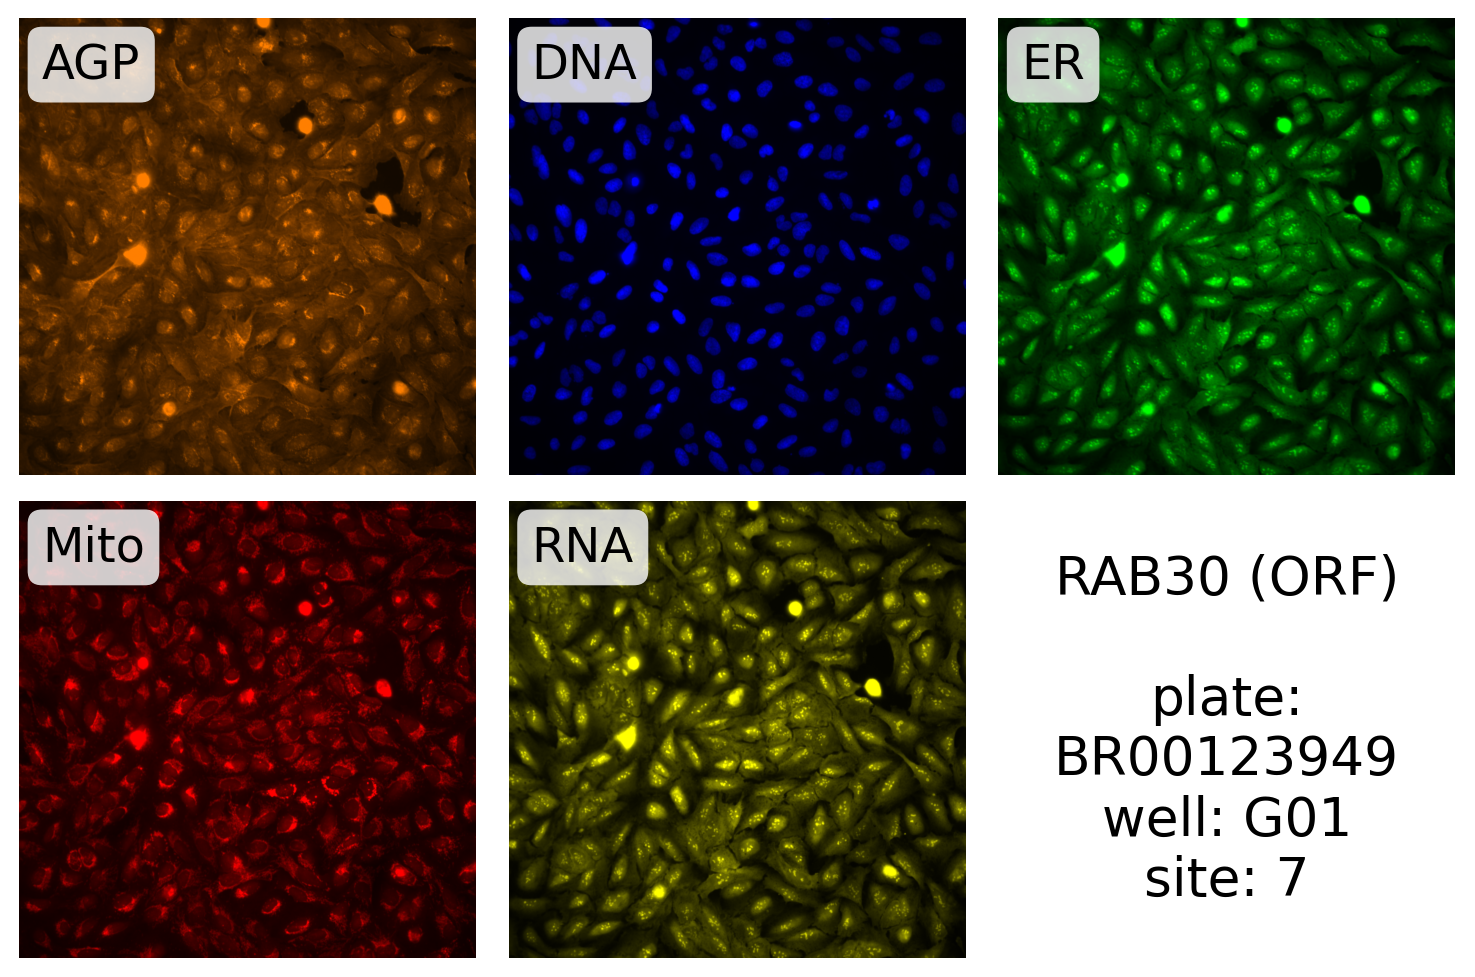 AGP
DNA
ER
Mito
RNA
RAB30 (ORF)
plate:
BR00123949
well: G01
site: 7